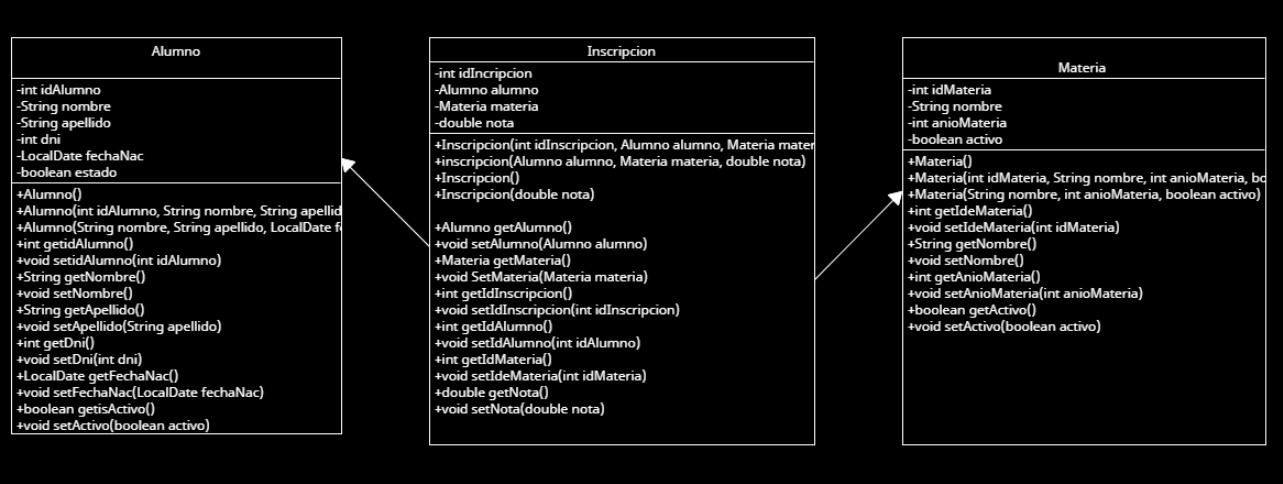 Alumno
-int idAlumno
-String nombre
-String apellido
-int dni
-LocalDate fechaNac
-boolean estado
+Alumno()
+Alumno(int idAlumno, String nombre, String apellid
+Alumno(String nombre, String apellido, LocalDate f
+int getidAlumno()
+void setidAlumno(int idAlumno)
+String getNombre()
+void setNombre()
+String getApellido()
+void setApellido(String apellido)
+int getDni()
+void setDni(int dni)
+LocalDate getFechaNac()
+void setFechaNac(LocalDate fechaNac)
+boolean getisActivo()
+void setActivo(boolean activo)
Inscripcion
-int idIncripcion
-Alumno alumno
-Materia materia
-double nota
+Inscripcion(int idInscripcion, Alumno alumno, Materia mater
+inscripcion(Alumno alumno, Materia materia, double nota)
+Inscripcion()
+Inscripcion(double nota)
+Alumno getAlumno()
+void setAlumno(Alumno alumno)
+Materia getMateria()
+void SetMateria(Materia materia)
+int getIdInscripcion()
+void setIdInscripcion(int idInscripcion)
+int getIdAlumno()
+void setIdAlumno(int idAlumno)
+int getIdMateria()
+void setIdeMateria(int idMateria)
+double getNota()
+void setNota(double nota)
Materia
-int idMateria
-String nombre
-int anioMateria
-boolean activo
+Materia()
+Materia(int idMateria, String nombre, int anioMateria, bo
+Materia(String nombre, int anioMateria, boolean activo)
+int getIdeMateria()
+void setIdeMateria(int idMateria)
+String getNombre()
+void setNombre()
+int getAnioMateria()
+void setAnioMateria(int anioMateria)
+boolean getActivo()
+void setActivo(boolean activo)